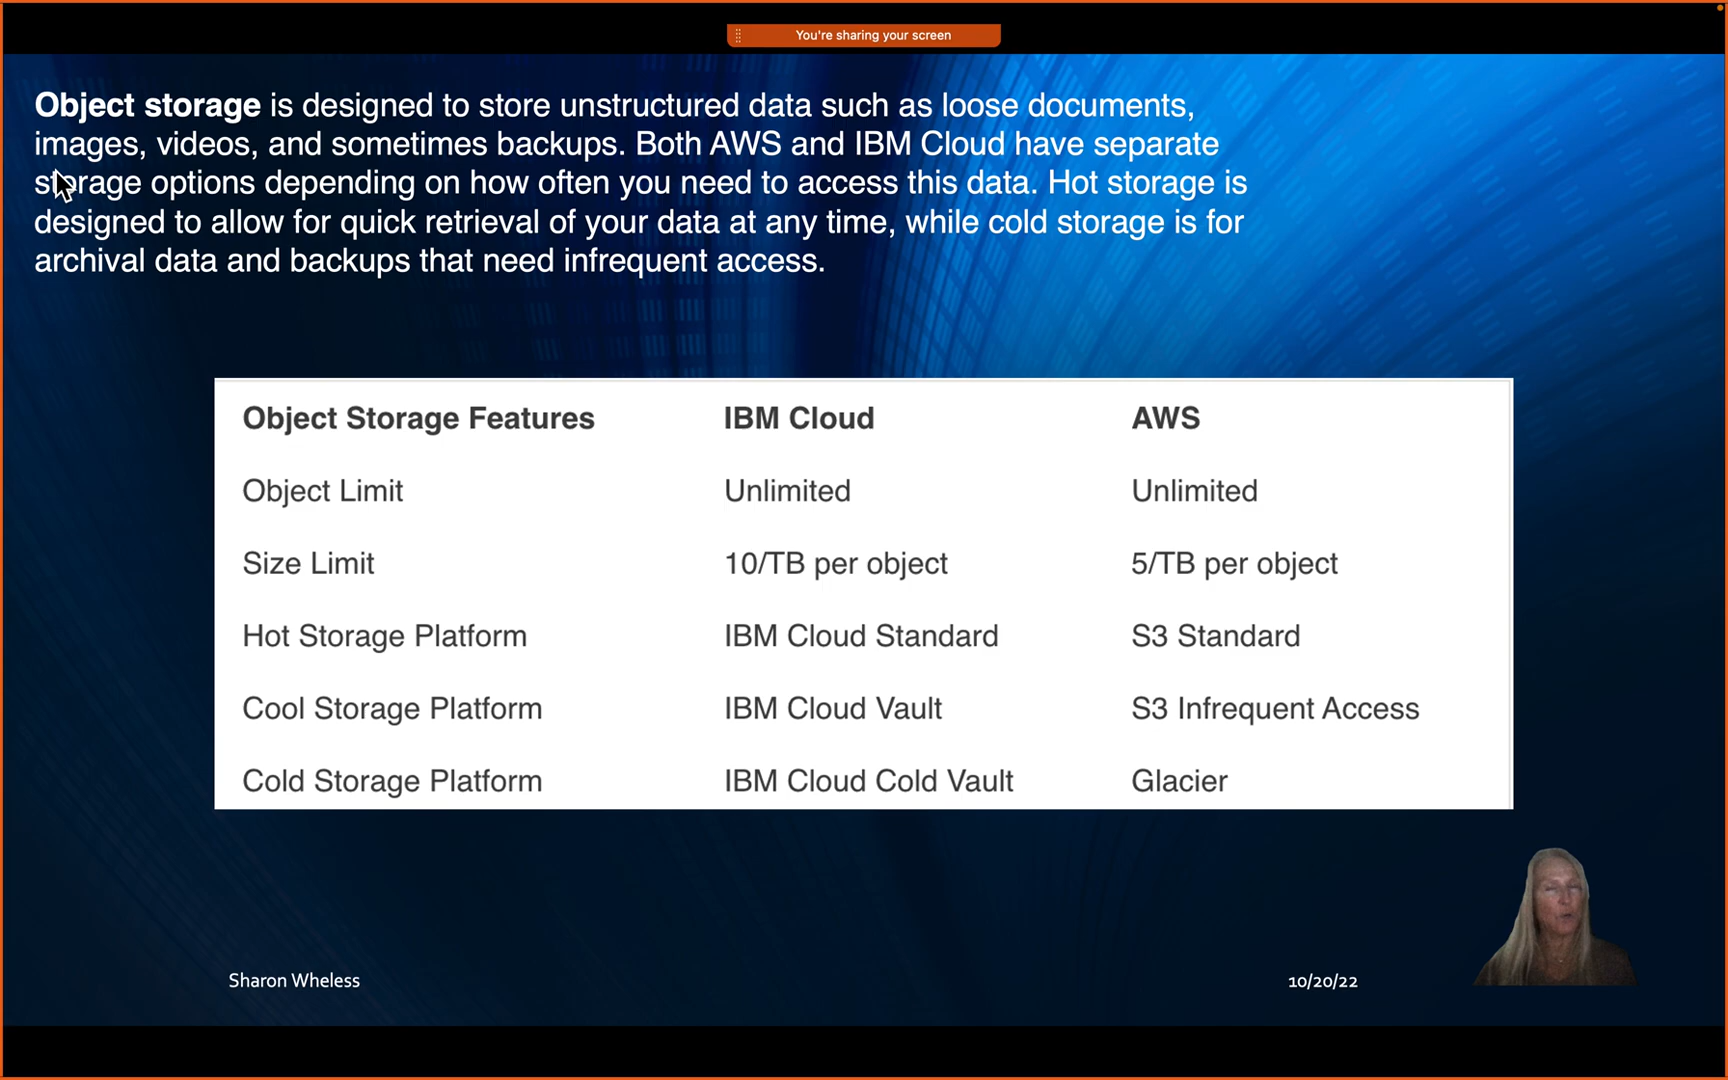 You're sharing your screen
Object storage is designed to store unstructured data such as loose documents,
images, videos, and sometimes backups. Both AWS and IBM Cloud have separate
storage options depending on how often you need to access this data. Hot storage is
designed to allow for quick retrieval of your data at any time, while cold storage is for
archival data and backups that need infrequent access.
Object Storage Features IBM Cloud AWS
Object Limit Unlimited Unlimited
Size Limit 10/TB per object 5/TB per object
Hot Storage Platform IBM Cloud Standard S3 Standard
Cool Storage Platform IBM Cloud Vault S3 Infrequent Access
Cold Storage Platform IBM Cloud Cold Vault Glacier
Sharon Wheless 10/20/22